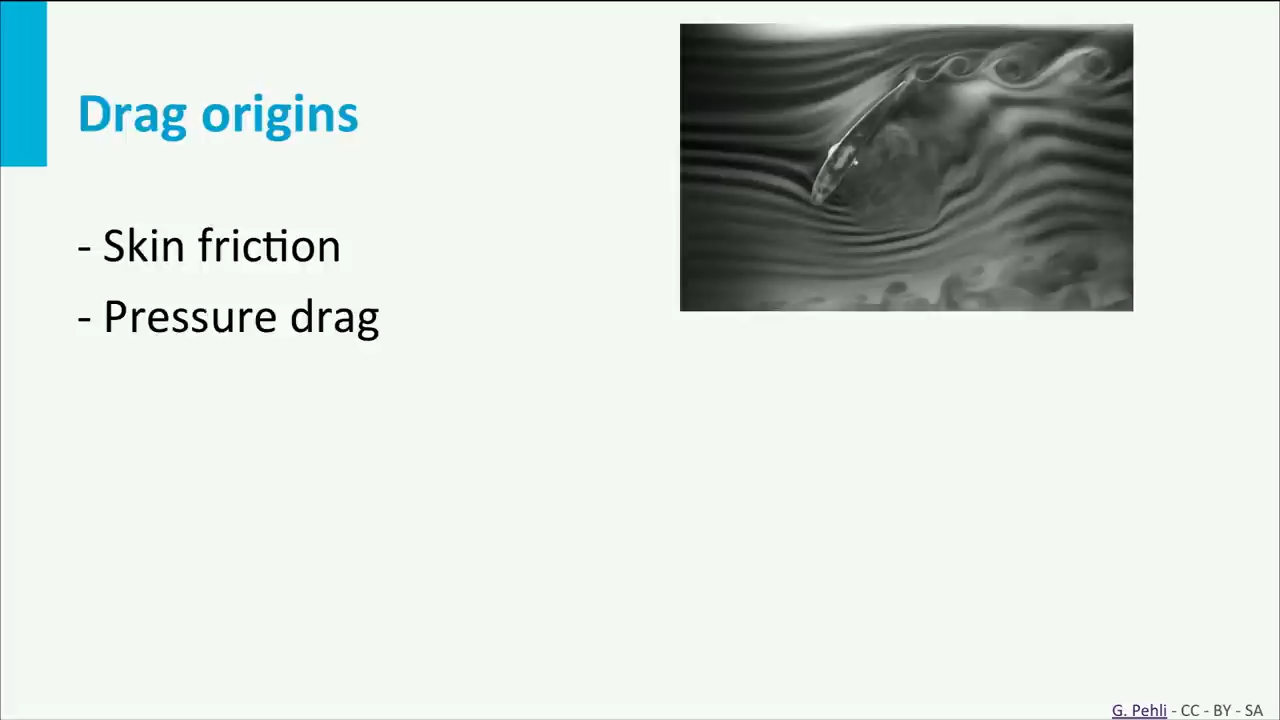 Drag origins
- Skin friction
- Pressure drag
G. Pehli - CC - BY - SA